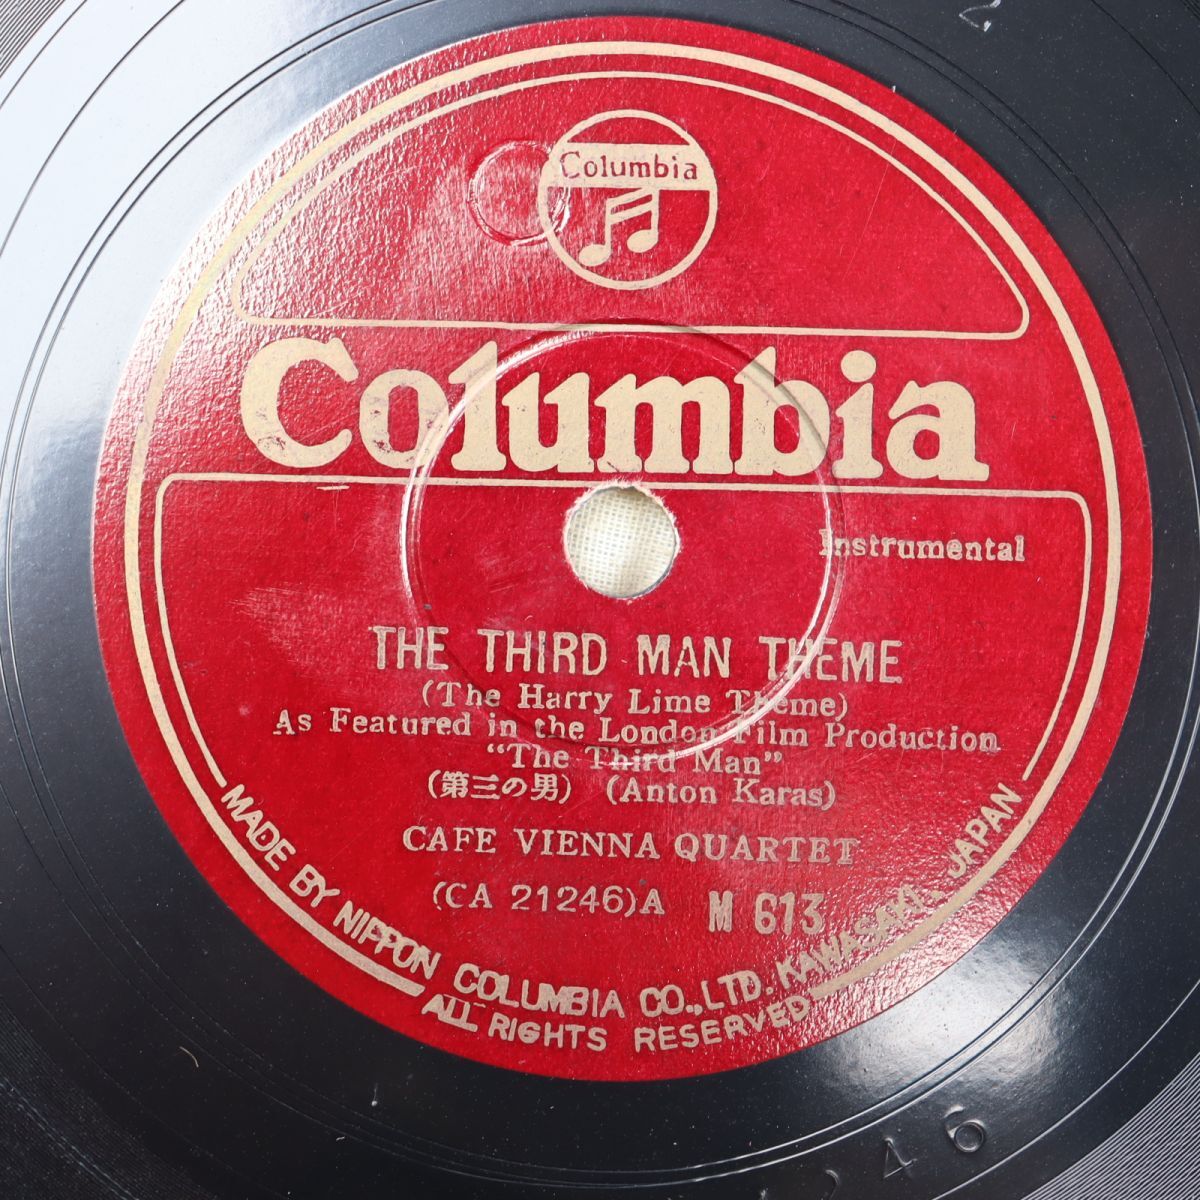 2
Columbia
Columbia
Instrumental
THE THIRD MAN THEME
(The Harry Lime Theme)
As Featured in the London Film Production
"The Third Man"
(第三の男) (Anton Karas)
CAFE VIENNA QUARTET
(CA 21246)A M 613
MADE BY NIPPON COLUMBIA CO., LTD. KAWASAKI, JAPAN
ALL RIGHTS RESERVED